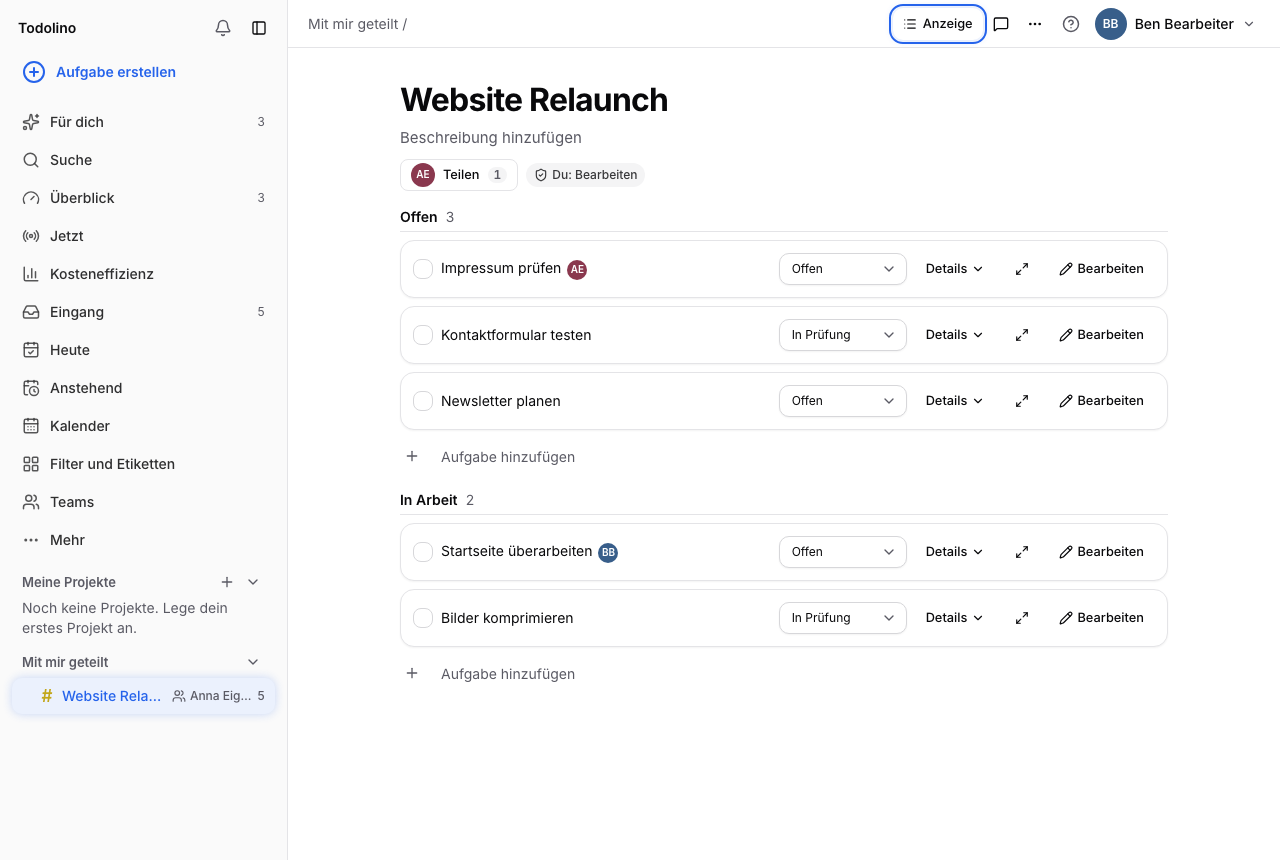 Todolino
Aufgabe erstellen
Für dich 3
Suche
Überblick 3
Jetzt
Kosteneffizienz
Eingang 5
Heute
Anstehend
Kalender
Filter und Etiketten
Teams
Mehr
Meine Projekte
Noch keine Projekte. Lege dein
erstes Projekt an.
Mit mir geteilt
# Website Rela... Anna Eig... 5
Mit mir geteilt /
Anzeige
BB Ben Bearbeiter
Website Relaunch
Beschreibung hinzufügen
AE Teilen 1 Du: Bearbeiten
Offen 3
Impressum prüfen AE Offen Details Bearbeiten
Kontaktformular testen In Prüfung Details Bearbeiten
Newsletter planen Offen Details Bearbeiten
Aufgabe hinzufügen
In Arbeit 2
Startseite überarbeiten BB Offen Details Bearbeiten
Bilder komprimieren In Prüfung Details Bearbeiten
Aufgabe hinzufügen